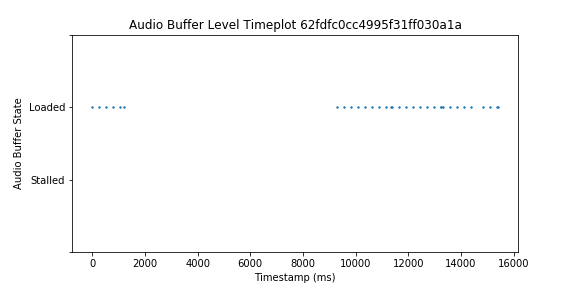 Audio Buffer Level Timeplot 62fdfc0cc4995f31ff030a1a
Audio Buffer State
Loaded
Stalled
0 2000 4000 6000 8000 10000 12000 14000 16000
Timestamp (ms)